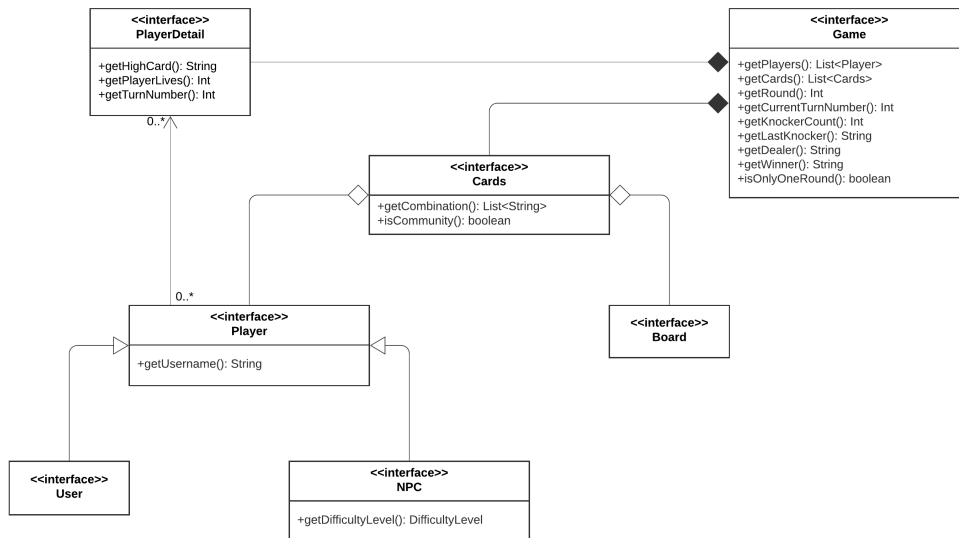 <<interface>>
PlayerDetail
+getHighCard(): String
+getPlayerLives(): Int
+getTurnNumber(): Int
0..*
<<interface>>
Game
+getPlayers(): List<Player>
+getCards(): List<Cards>
+getRound(): Int
+getCurrentTurnNumber(): Int
+getKnockerCount(): Int
+getLastKnocker(): String
+getDealer(): String
+getWinner(): String
+isOnlyOneRound(): boolean
<<interface>>
Cards
+getCombination(): List<String>
+isCommunity(): boolean
0..*
<<interface>>
Player
+getUsername(): String
<<interface>>
Board
<<interface>>
User
<<interface>>
NPC
+getDifficultyLevel(): DifficultyLevel